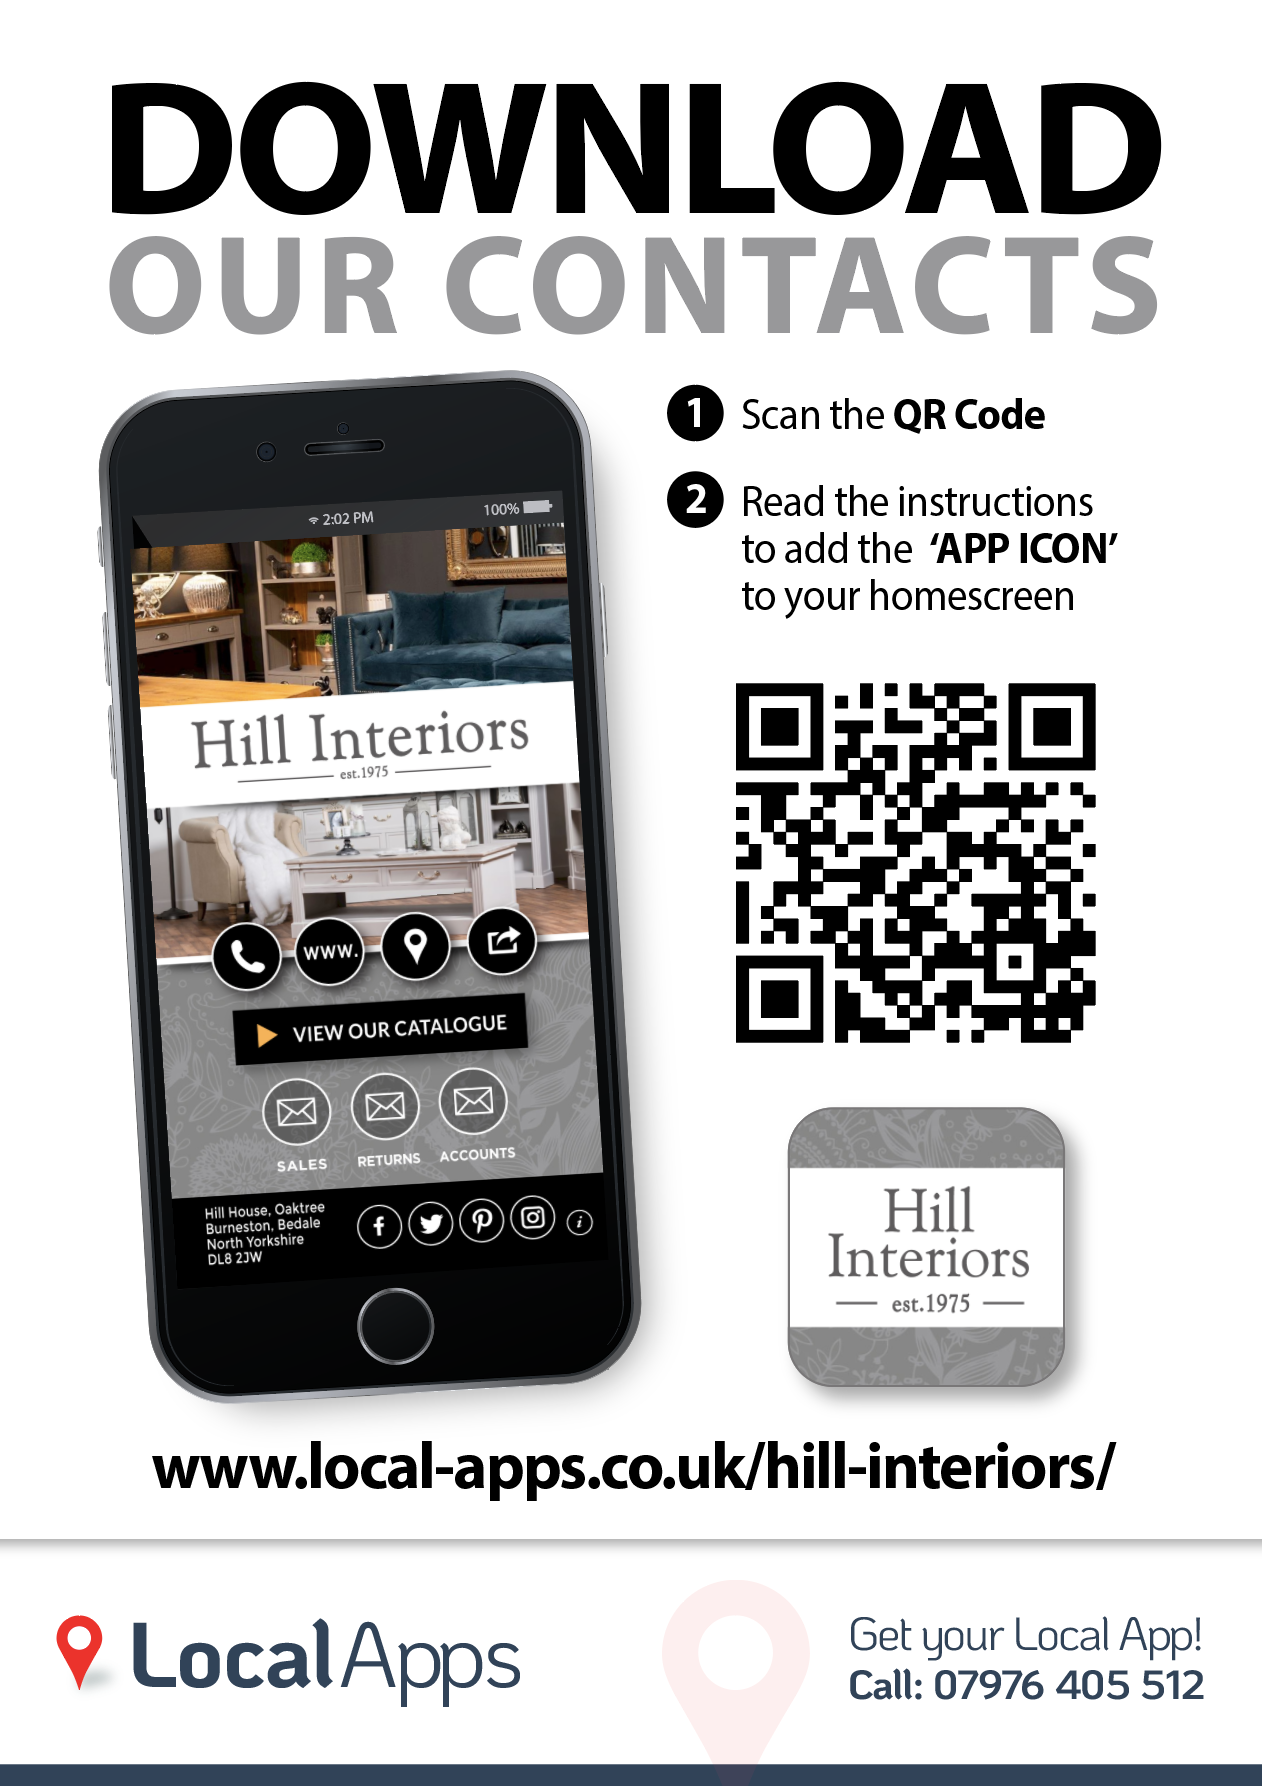 DOWNLOAD
OUR CONTACTS
1 Scan the QR Code
2 Read the instructions
to add the ‘APP ICON’
to your homescreen
2:02 PM 100%
Hill Interiors
est.1975
www.
VIEW OUR CATALOGUE
SALES RETURNS ACCOUNTS
Hill House, Oaktree
Burneston, Bedale
North Yorkshire
DL8 2JW
f
i
Hill
Interiors
est.1975
www.local-apps.co.uk/hill-interiors/
LocalApps
Get your Local App!
Call: 07976 405 512